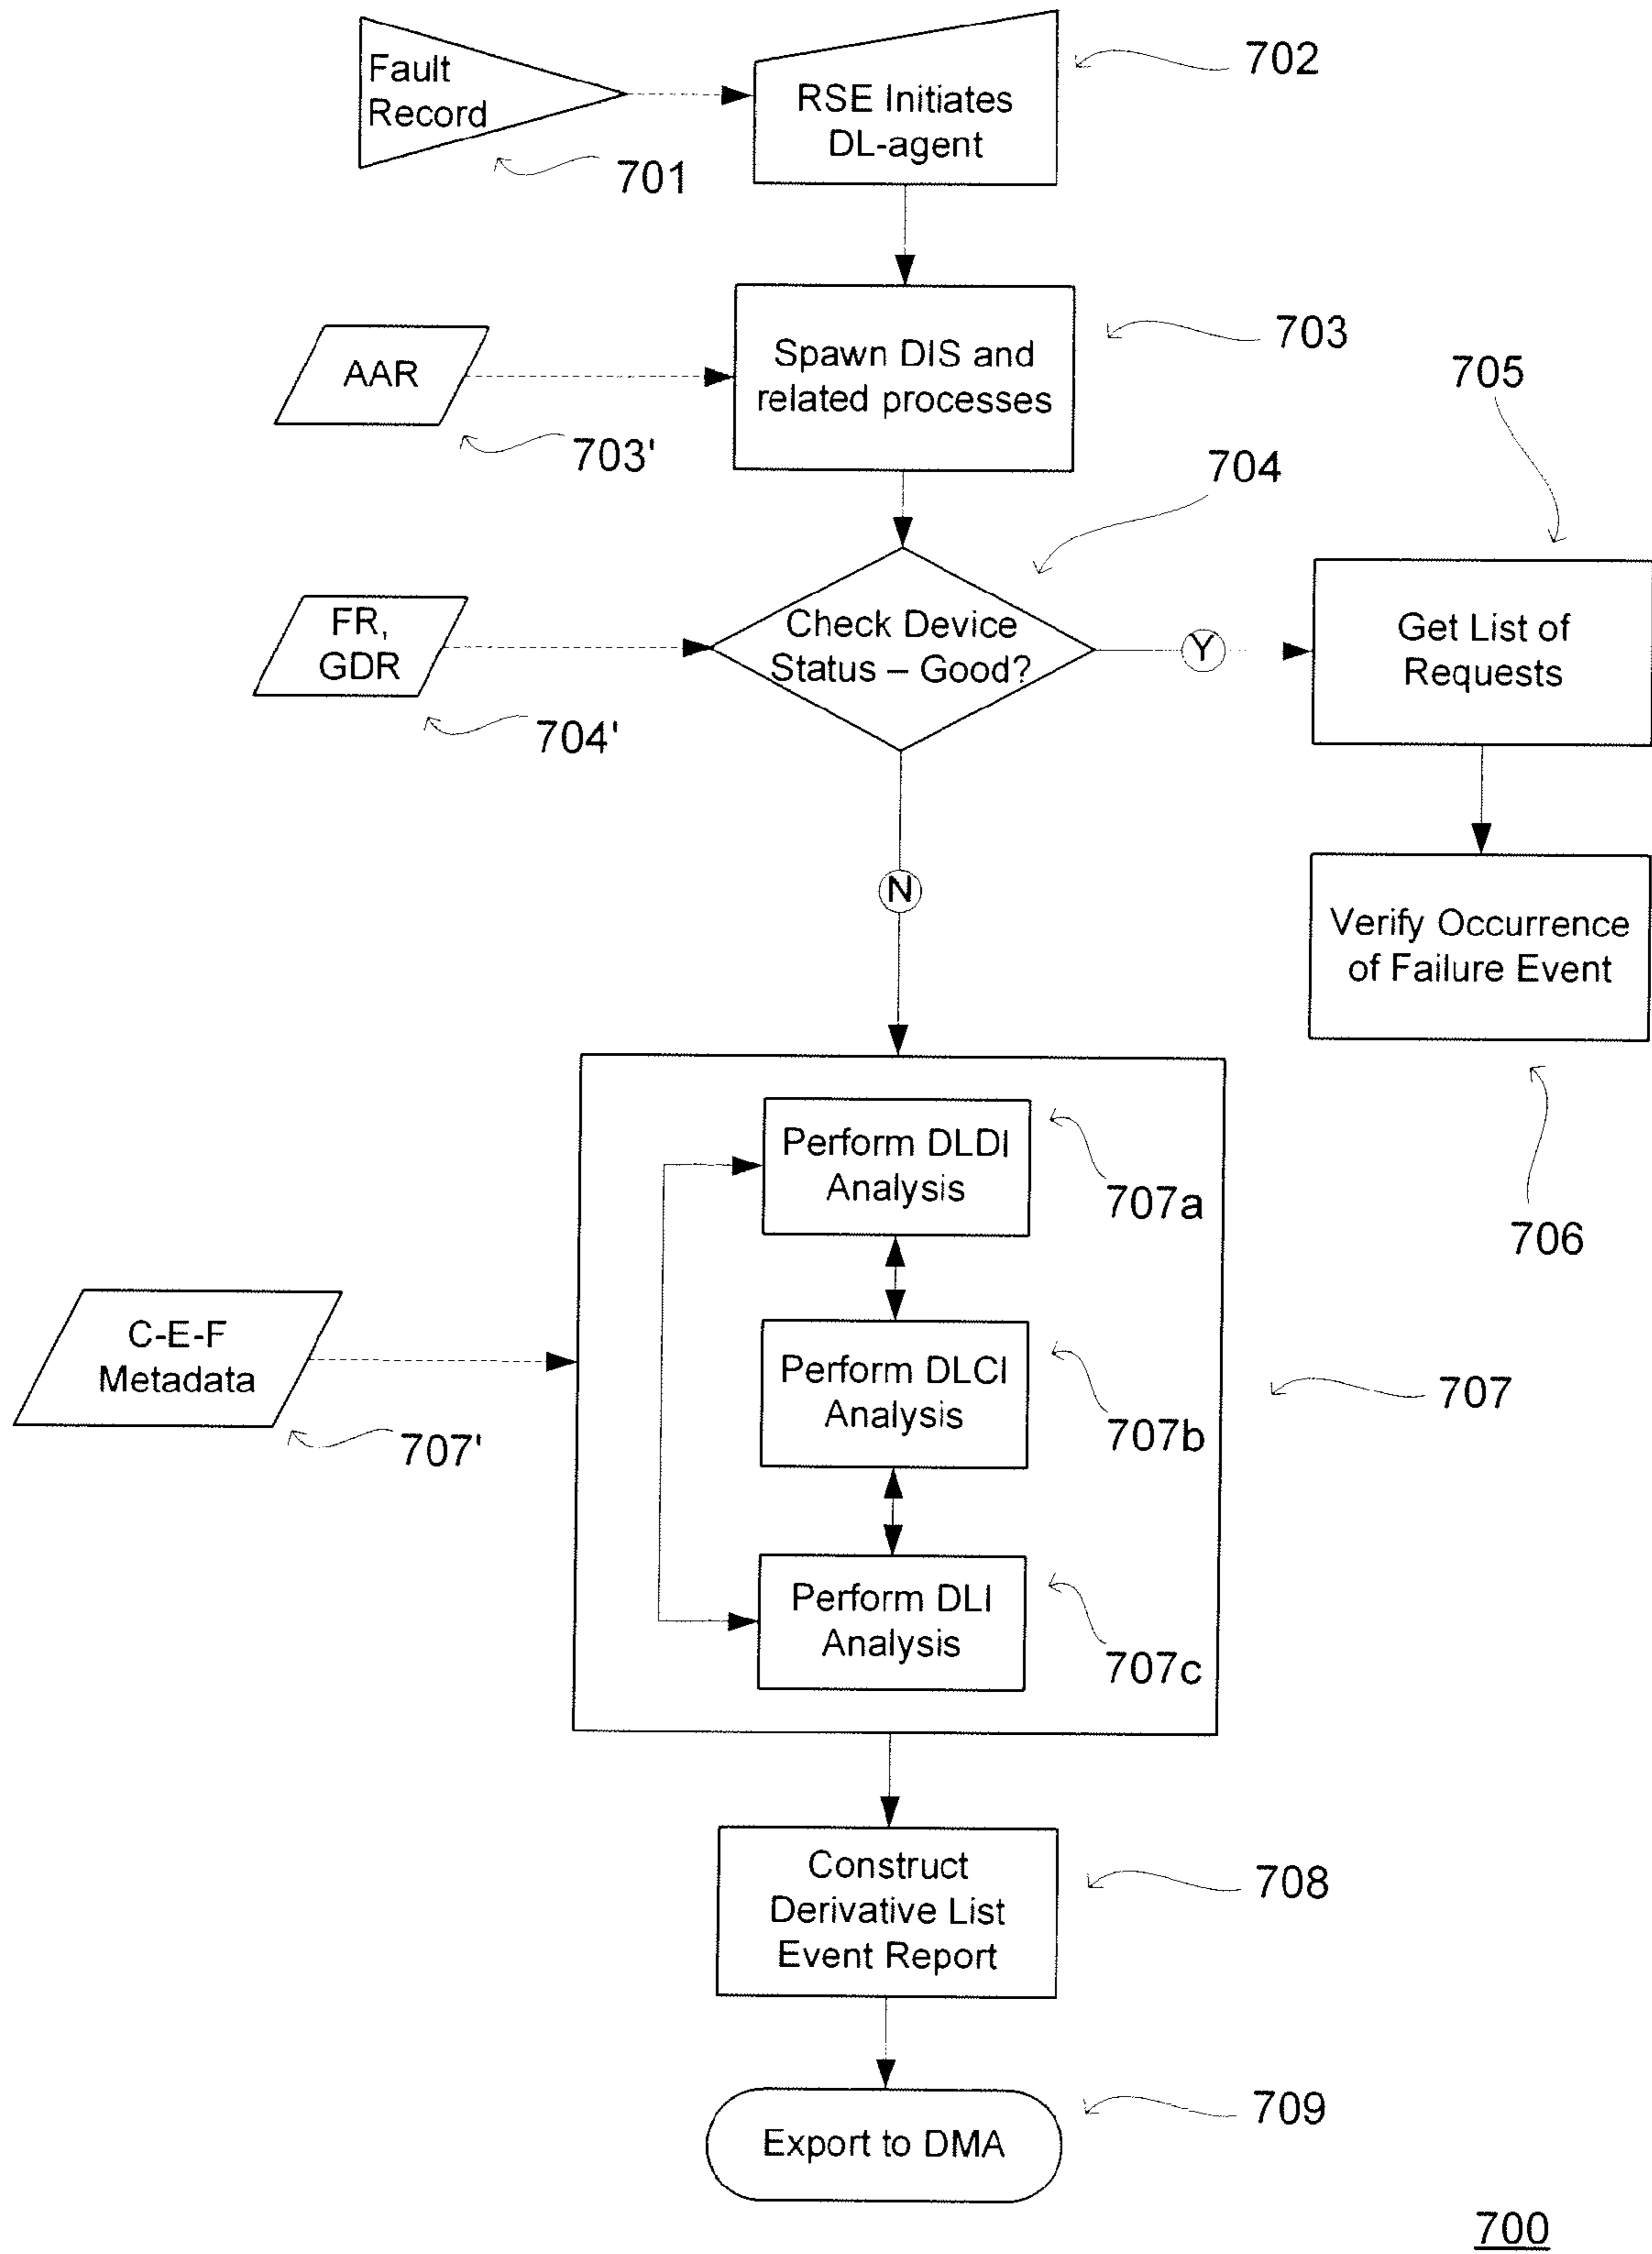 Fault
Record
701
RSE Initiates
DL-agent
702
AAR
703'
Spawn DIS and
related processes
703
FR,
GDR
704'
Check Device
Status – Good?
704
Y
N
705
Get List of
Requests
Verify Occurrence
of Failure Event
706
C-E-F
Metadata
707'
Perform DLDI
Analysis
707a
Perform DLCI
Analysis
707b
Perform DLI
Analysis
707c
707
Construct
Derivative List
Event Report
708
Export to DMA
709
700